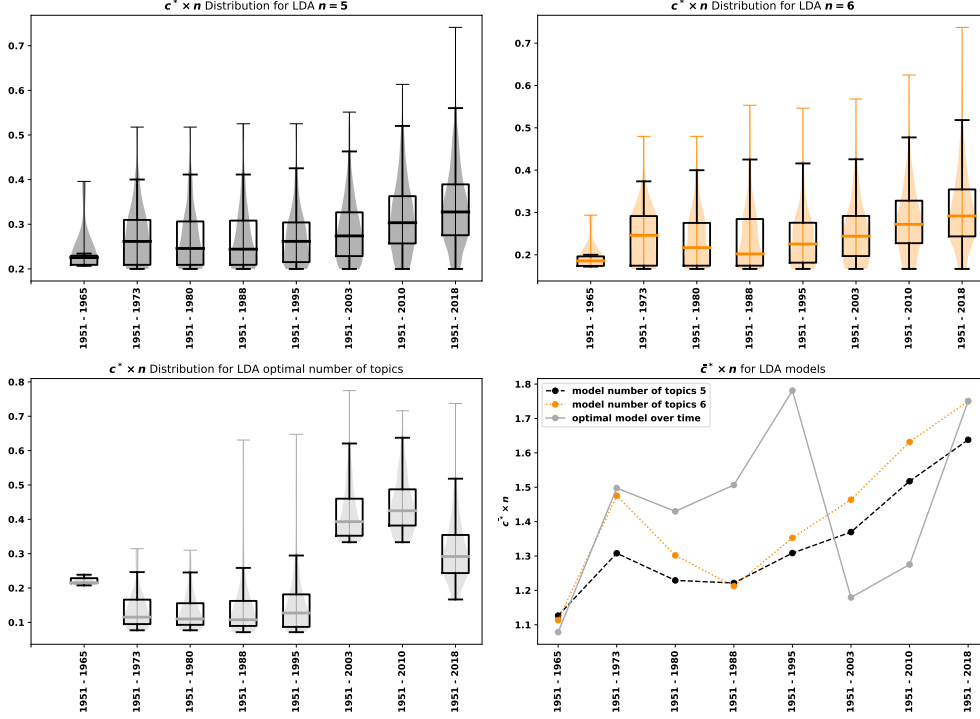 c* × n Distribution for LDA n = 5
0.7
0.6
0.5
0.4
0.3
0.2
1951 - 1965
1951 - 1973
1951 - 1980
1951 - 1988
1951 - 1995
1951 - 2003
1951 - 2010
1951 - 2018
c* × n Distribution for LDA n = 6
0.7
0.6
0.5
0.4
0.3
0.2
1951 - 1965
1951 - 1973
1951 - 1980
1951 - 1988
1951 - 1995
1951 - 2003
1951 - 2010
1951 - 2018
c* × n Distribution for LDA optimal number of topics
0.8
0.7
0.6
0.5
0.4
0.3
0.2
0.1
1951 - 1965
1951 - 1973
1951 - 1980
1951 - 1988
1951 - 1995
1951 - 2003
1951 - 2010
1951 - 2018
c̄* × n for LDA models
model number of topics 5
model number of topics 6
optimal model over time
c̄* × n
1.8
1.7
1.6
1.5
1.4
1.3
1.2
1.1
1951 - 1965
1951 - 1973
1951 - 1980
1951 - 1988
1951 - 1995
1951 - 2003
1951 - 2010
1951 - 2018